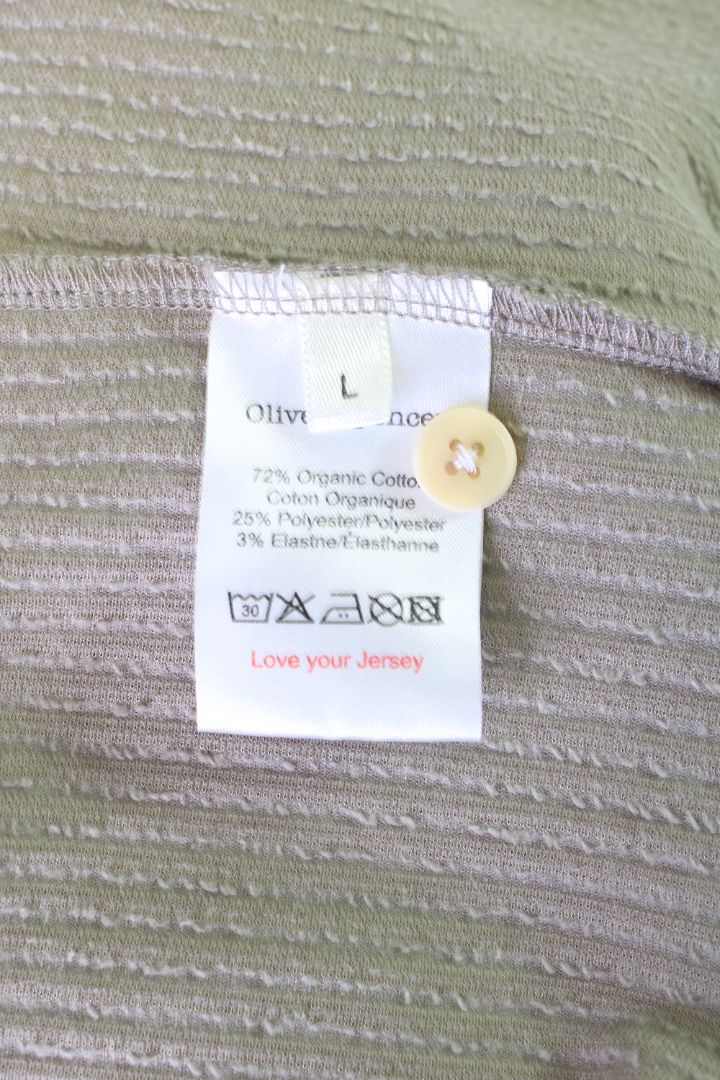 L
Olive
72% Organic Cotto
Coton Organique
25% Polyester/Polyester
3% Elastne/Elasthanne
30
Love your Jersey